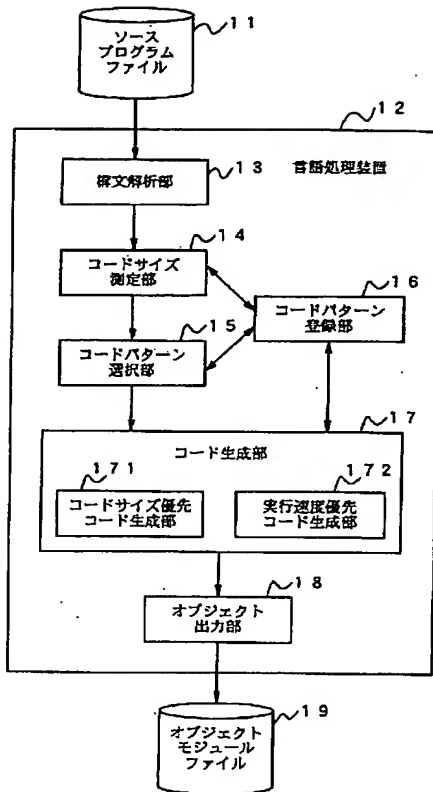 １１
ソース
プログラム
ファイル
１２
言語処理装置
１３
構文解析部
１４
コードサイズ
測定部
１６
コードパターン
登録部
１５
コードパターン
選択部
１７
コード生成部
１７１
コードサイズ優先
コード生成部
１７２
実行速度優先
コード生成部
１８
オブジェクト
出力部
１９
オブジェクト
モジュール
ファイル